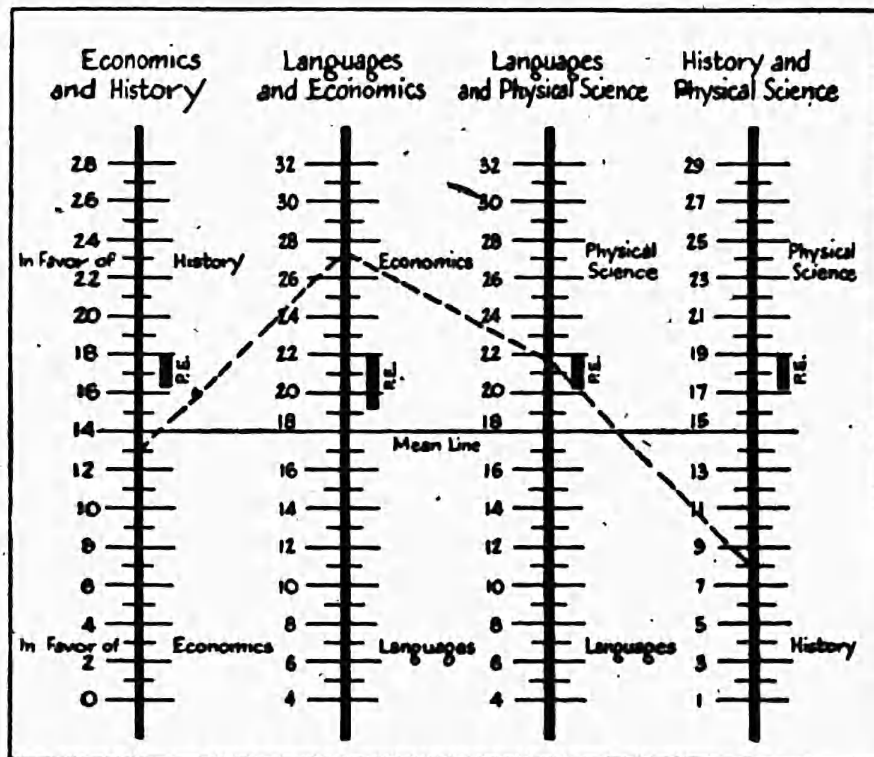 Economics and History
Languages and Economics
Languages and Physical Science
History and Physical Science
28 32 32 29
26 30 30 27
24 28 28 25
In Favor of History Economics Physical Science Physical Science
22 26 26 23
20 24 24 21
18 22 22 19
P.E. P.E. P.E. P.E.
16 20 20 17
14 18 18 15
Mean Line
12 16 16 13
10 14 14 11
8 12 12 9
6 10 10 7
4 8 8 5
In Favor of Economics Languages Languages History
2 6 6 3
0 4 4 1